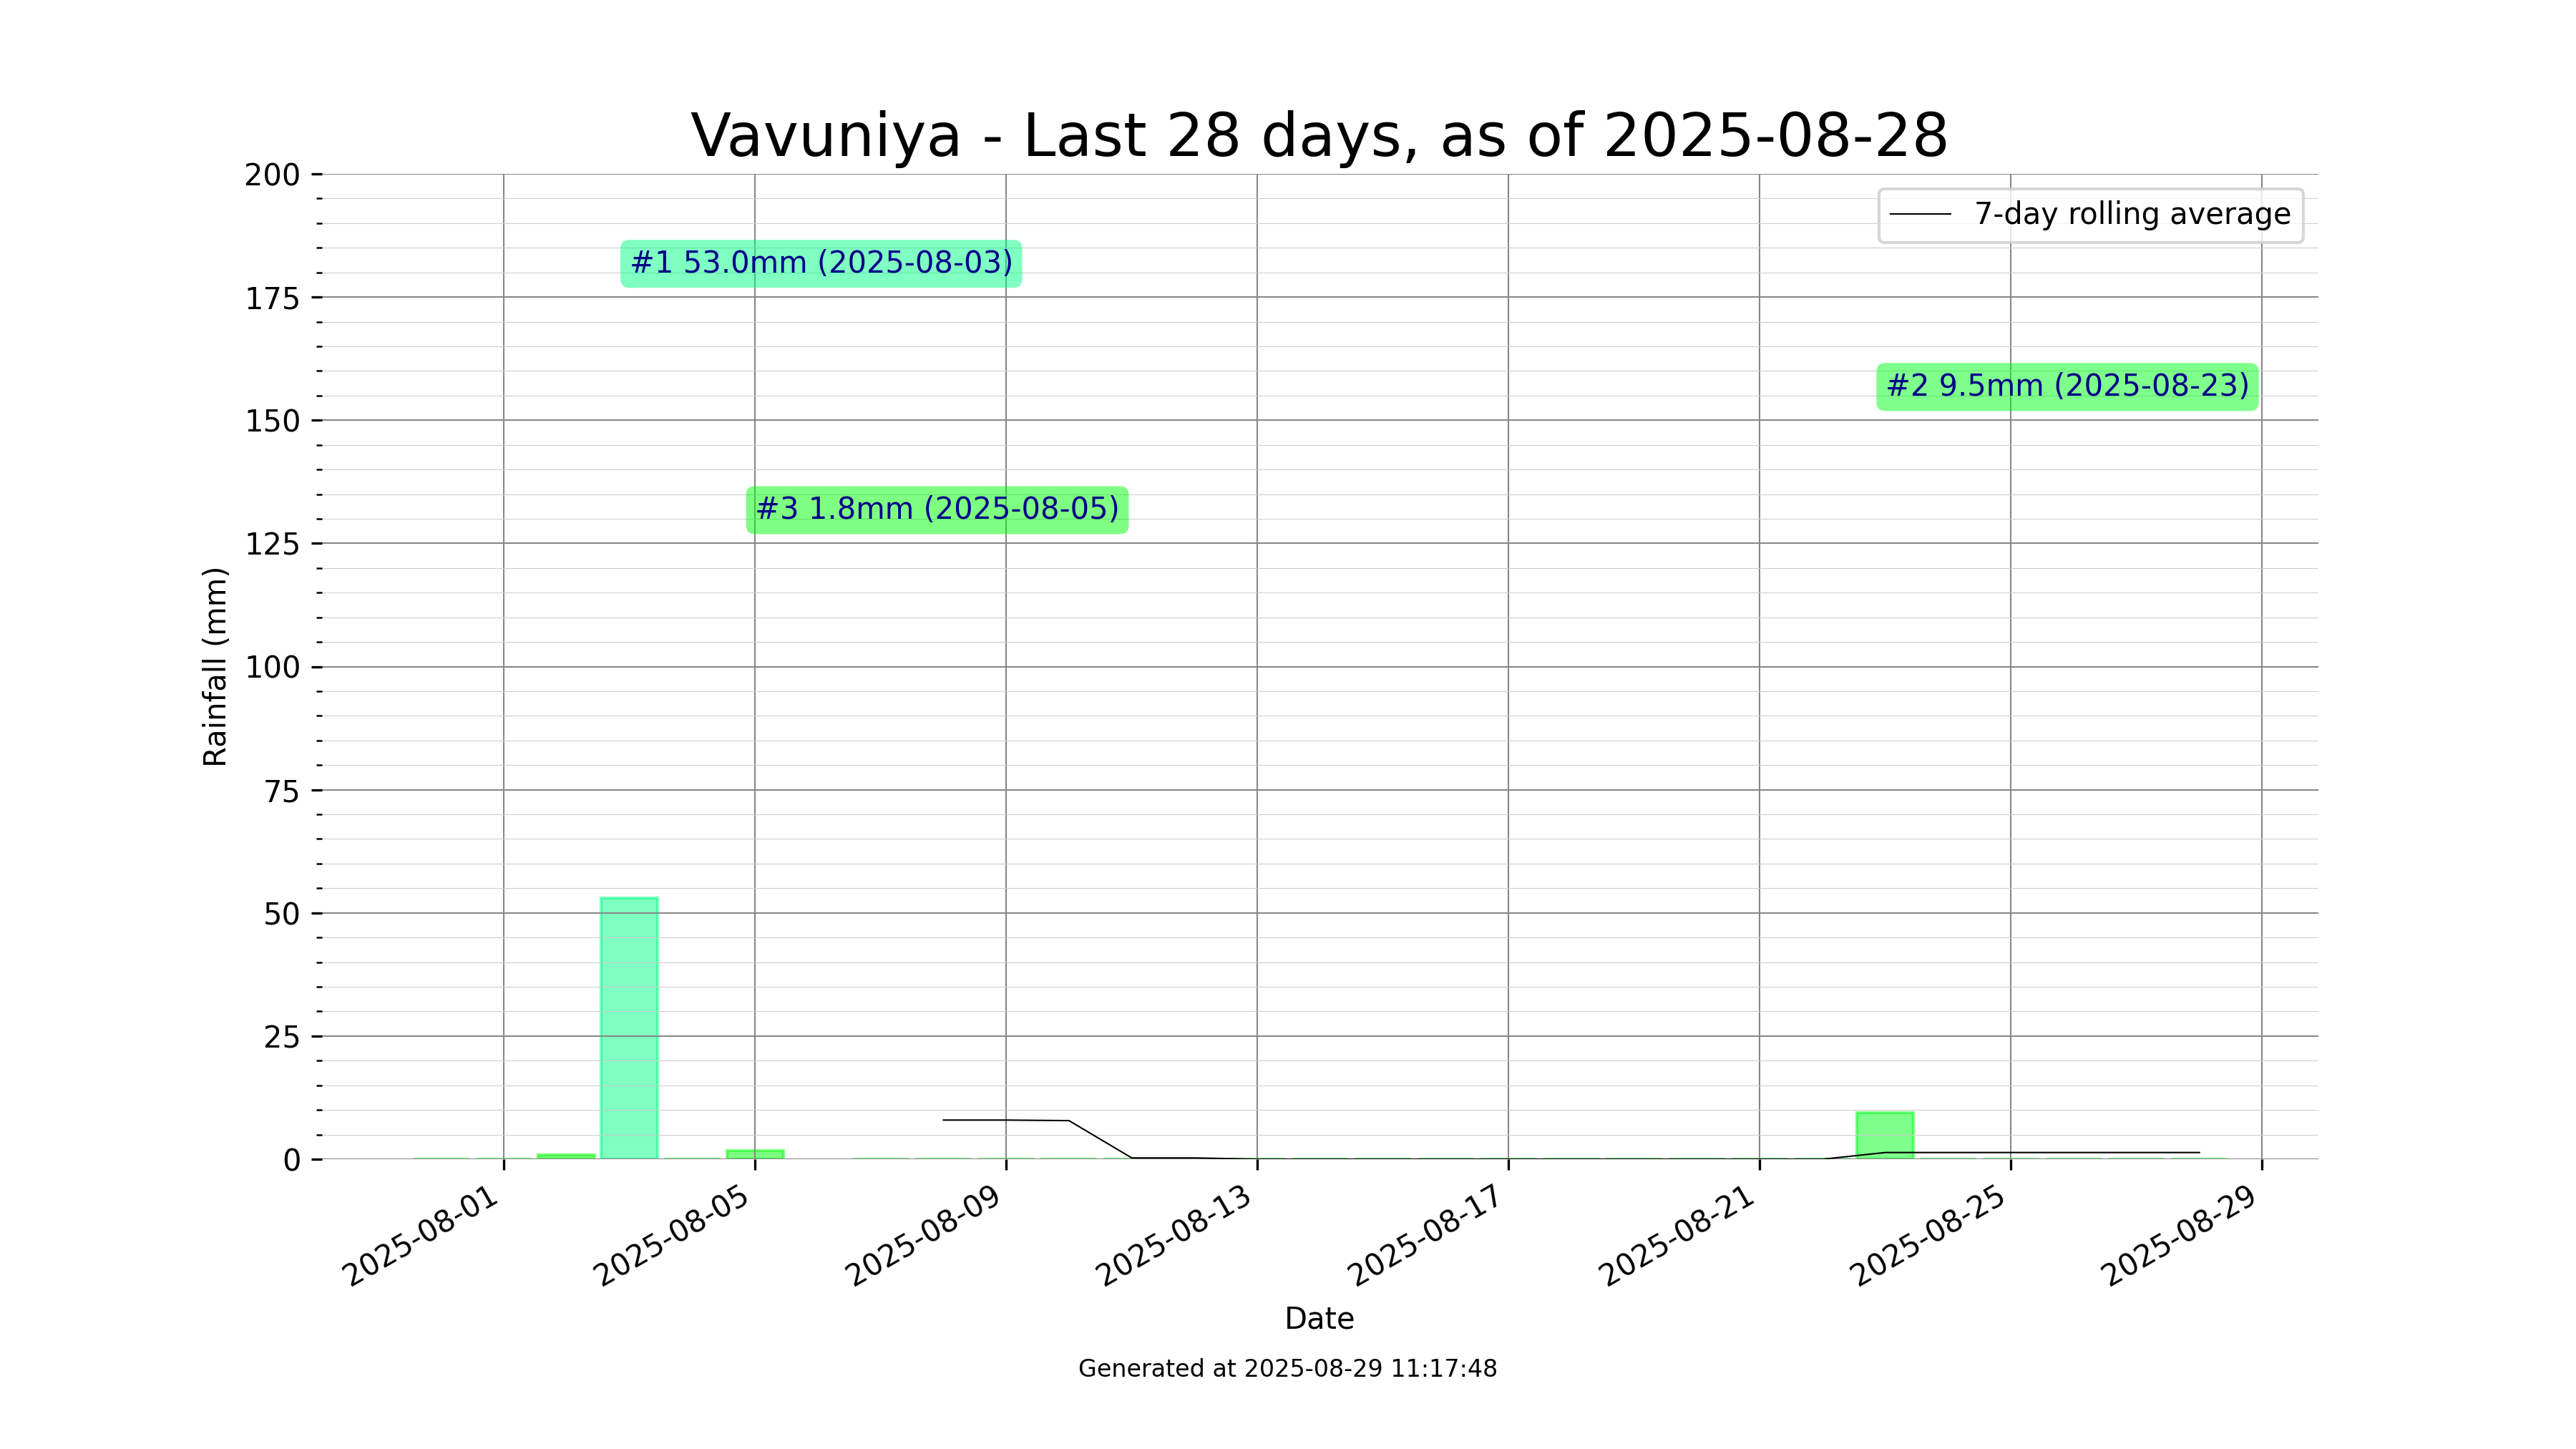 Vavuniya - Last 28 days, as of 2025-08-28
200
175
150
125
100
75
50
25
0
Rainfall (mm)
7-day rolling average
#1 53.0mm (2025-08-03)
#2 9.5mm (2025-08-23)
#3 1.8mm (2025-08-05)
2025-08-01
2025-08-05
2025-08-09
2025-08-13
2025-08-17
2025-08-21
2025-08-25
2025-08-29
Date
Generated at 2025-08-29 11:17:48